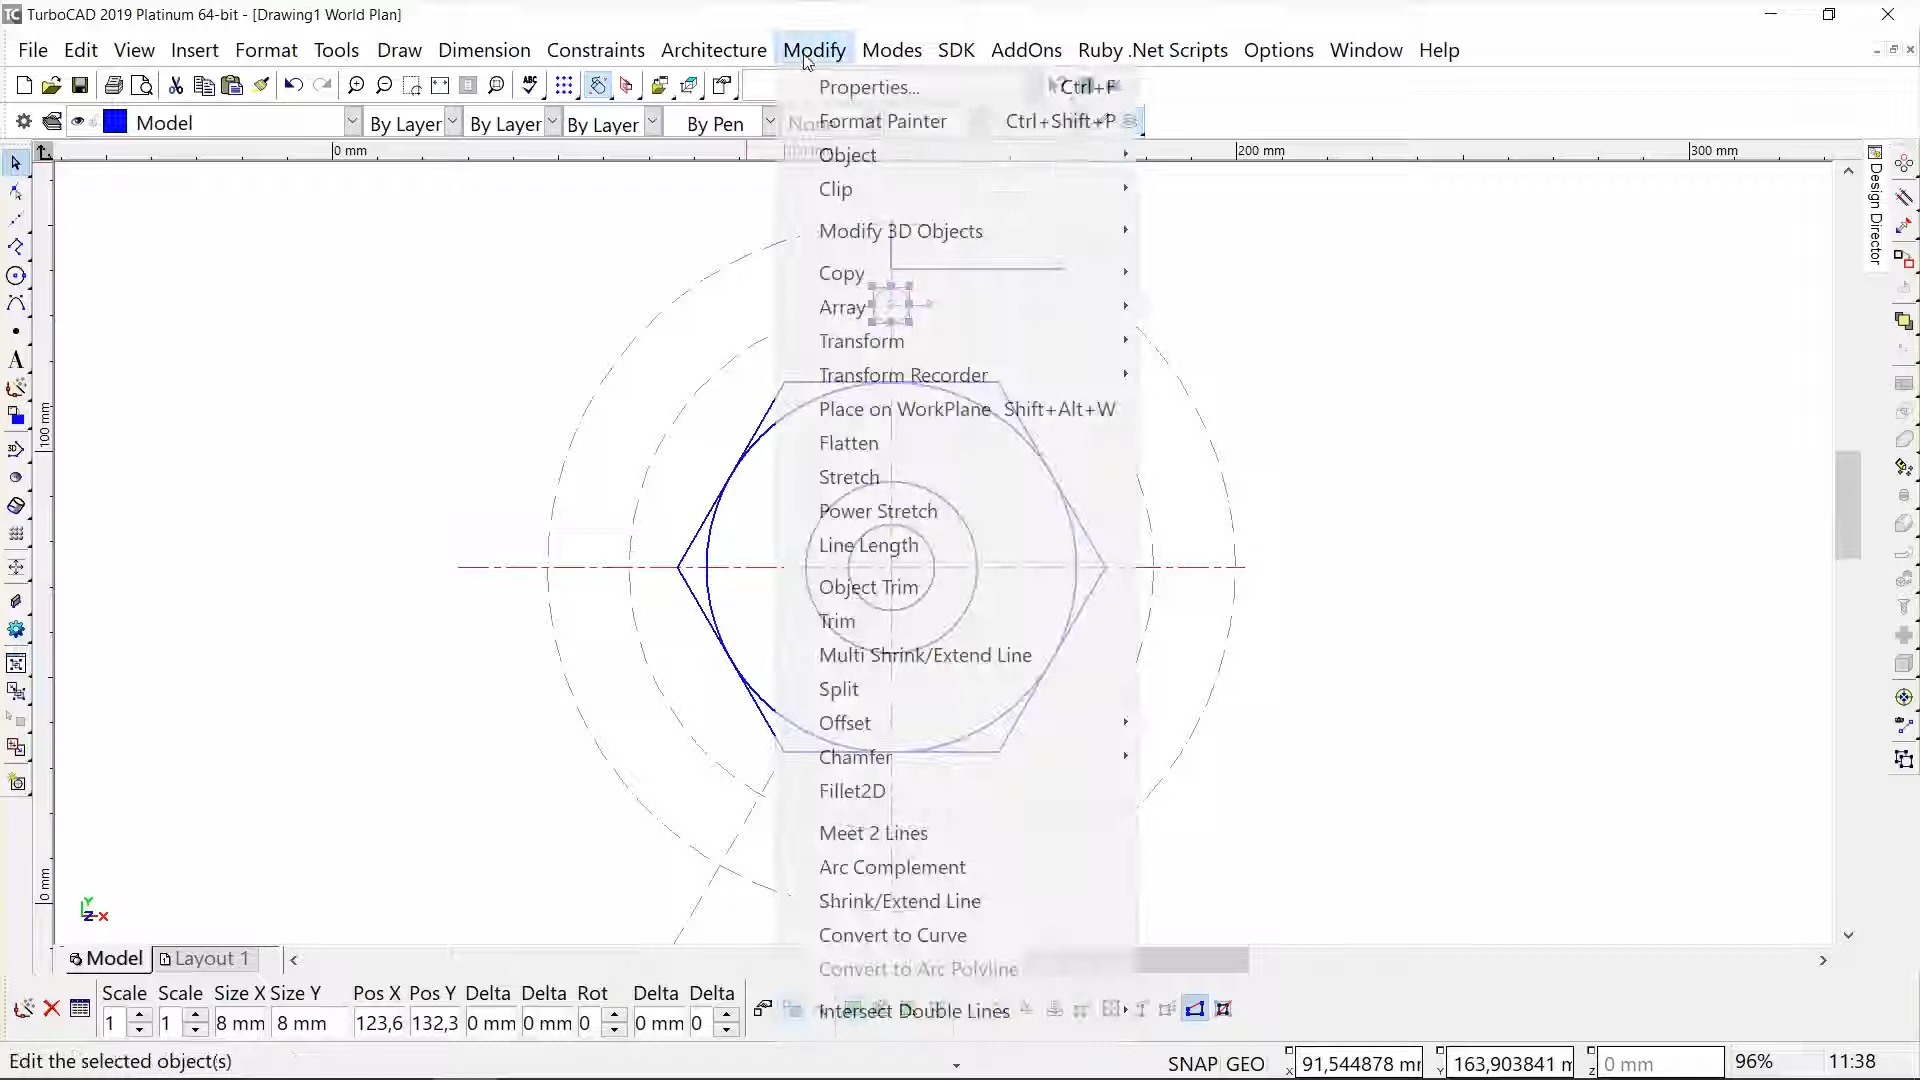 TurboCAD 2019 Platinum 64-bit - [Drawing1 World Plan]
File Edit View Insert Format Tools Draw Dimension Constraints Architecture Modify Modes SDK AddOns Ruby .Net Scripts Options Window Help
Model By Layer By Layer By Layer By Pen None
0 mm 200 mm 300 mm
Properties...
Format Painter Ctrl+Shift+P
Object
Clip
Modify 3D Objects
Copy
Array
Transform
Transform Recorder
Place on WorkPlane Shift+Alt+W
Flatten
Stretch
Power Stretch
Line Length
Object Trim
Trim
Multi Shrink/Extend Line
Split
Offset
Chamfer
Fillet2D
Meet 2 Lines
Arc Complement
Shrink/Extend Line
Convert to Curve
Convert to Arc Polyline
Intersect Double Lines
Design Director
100 mm
0 mm
Y
Z X
Model Layout 1
Scale Scale Size X Size Y Pos X Pos Y Delta Delta Rot Delta Delta
1 1 8 mm 8 mm 123,6 132,3 0 mm 0 mm 0 0 mm 0
Edit the selected object(s)
SNAP GEO 91,544878 mr 163,903841 0 mm 96% 11:38